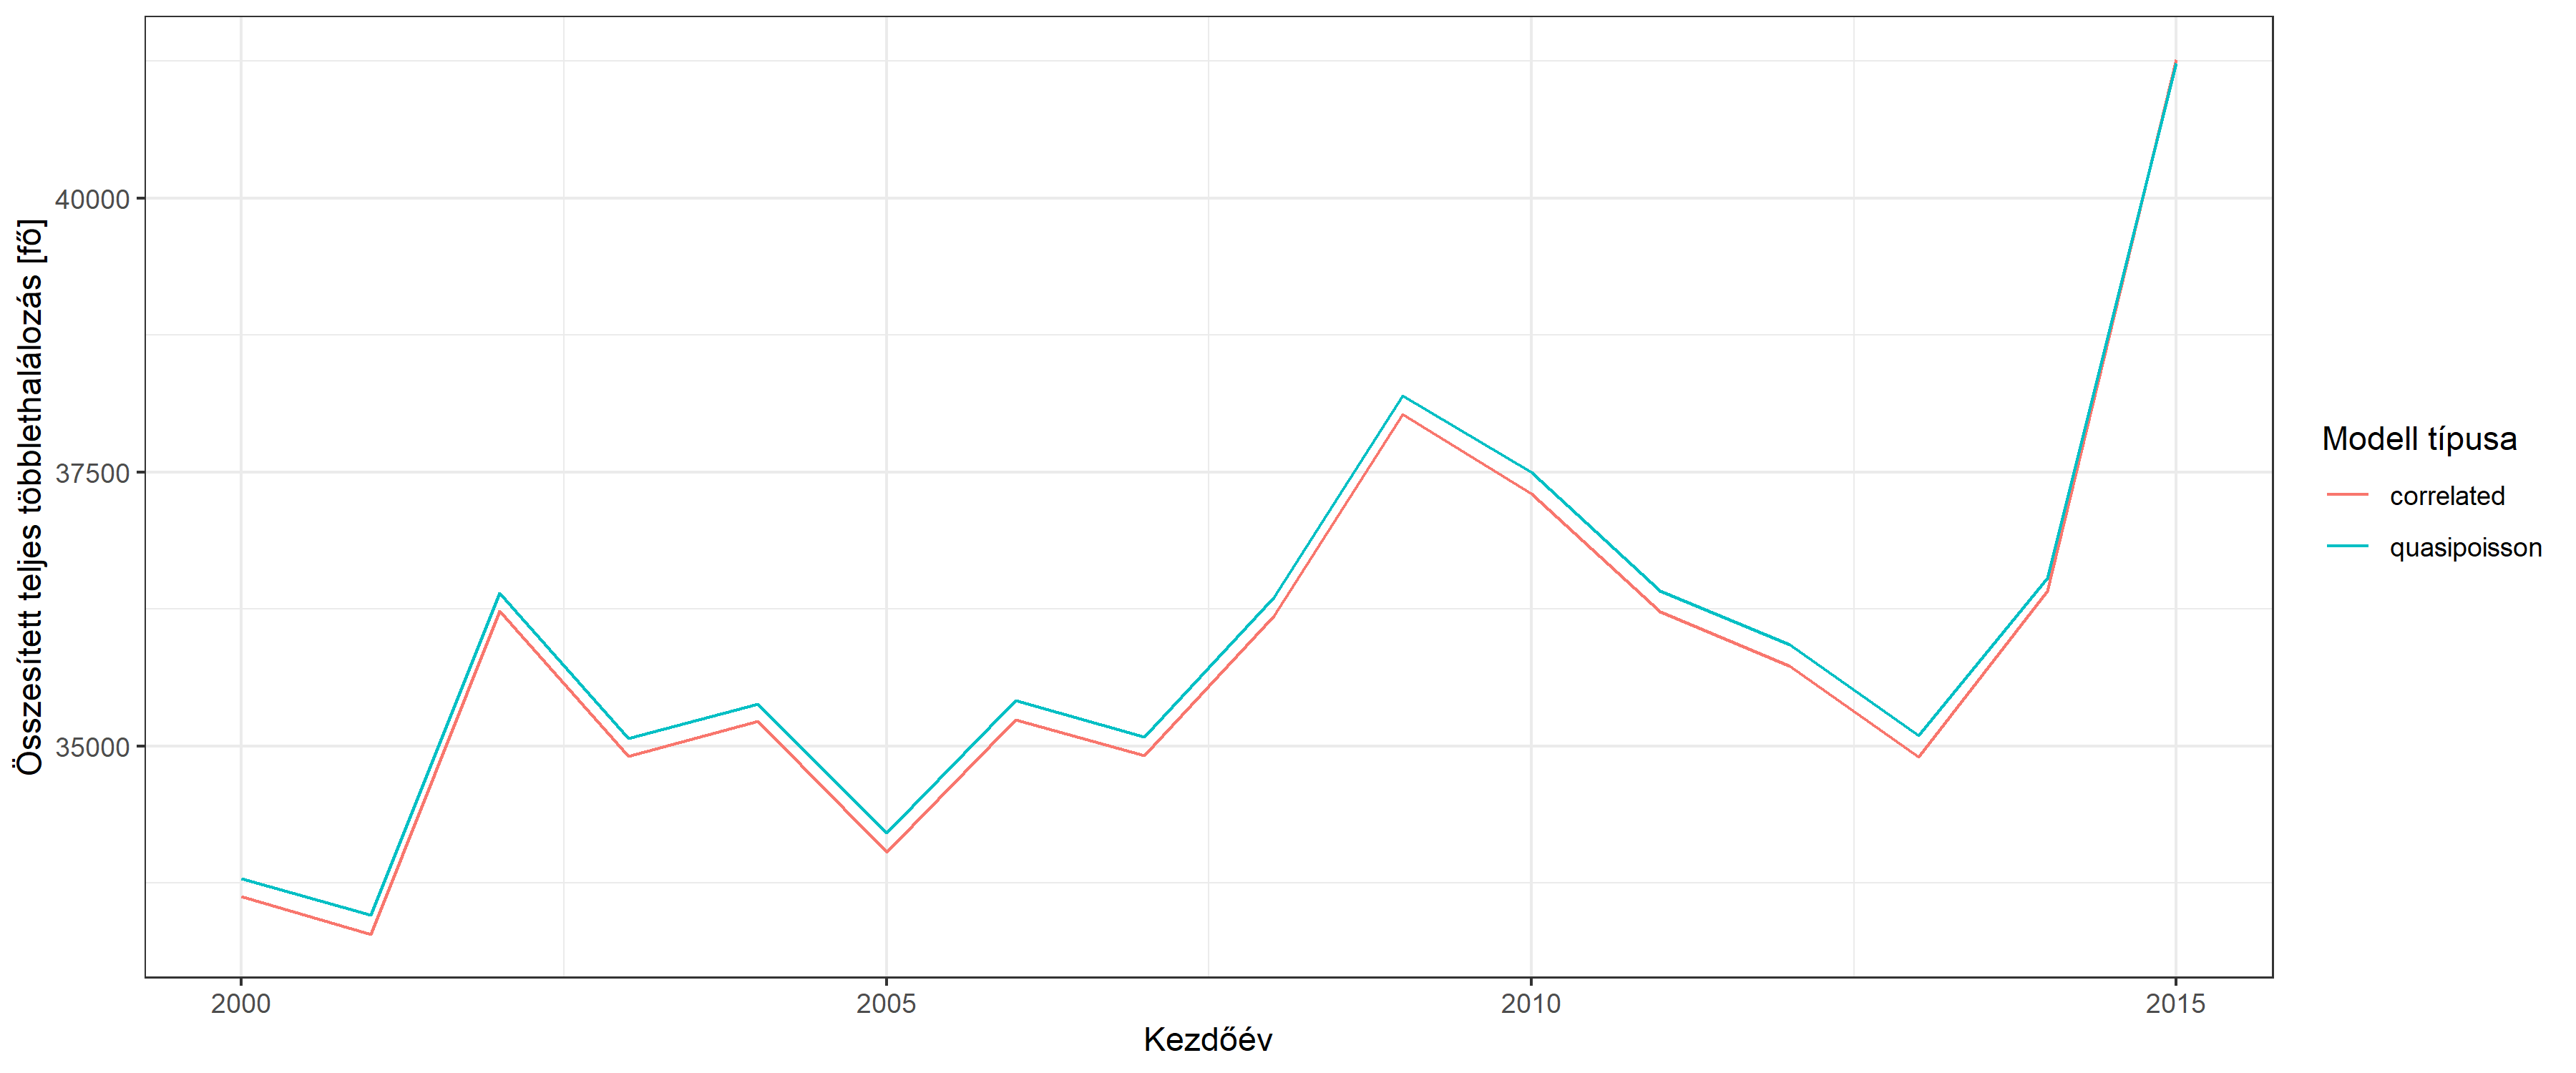 Összesített teljes többlethalálozás [fő]
40000
37500
35000
2000 2005 2010 2015
Kezdőév
Modell típusa
correlated
quasipoisson